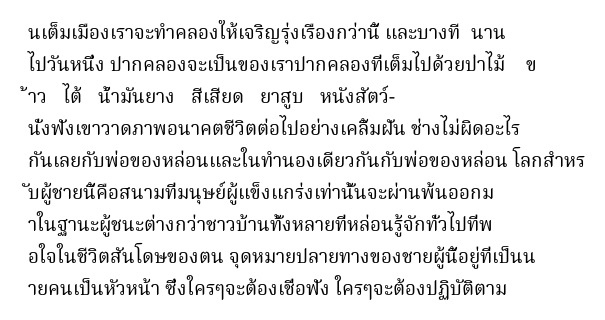 นเต็มเมืองเราจะทำคลองให้เจริญรุ่งเรืองกว่านี้ และบางที นาน
ไปวันหนึ่ง ปากคลองจะเป็นของเราปากคลองที่เต็มไปด้วยป่าไม้ ข
้าว ไต้ น้ำมันยาง สีเสียด ยาสูบ หนังสัตว์-
นั่งฟังเขาวาดภาพอนาคตชีวิตต่อไปอย่างเคลิ้มฝัน ช่างไม่ผิดอะไร
กันเลยกับพ่อของหล่อนและในทำนองเดียวกันกับพ่อของหล่อน โลกสำหร
ับผู้ชายนี้คือสนามที่มนุษย์ผู้แข็งแกร่งเท่านั้นจะผ่านพ้นออกม
าในฐานะผู้ชนะต่างกว่าชาวบ้านทั้งหลายที่หล่อนรู้จักทั่วไปที่พ
อใจในชีวิตสันโดษของตน จุดหมายปลายทางของชายผู้นี้อยู่ที่เป็นน
ายคนเป็นหัวหน้า ซึ่งใครๆจะต้องเชื่อฟัง ใครๆจะต้องปฏิบัติตาม